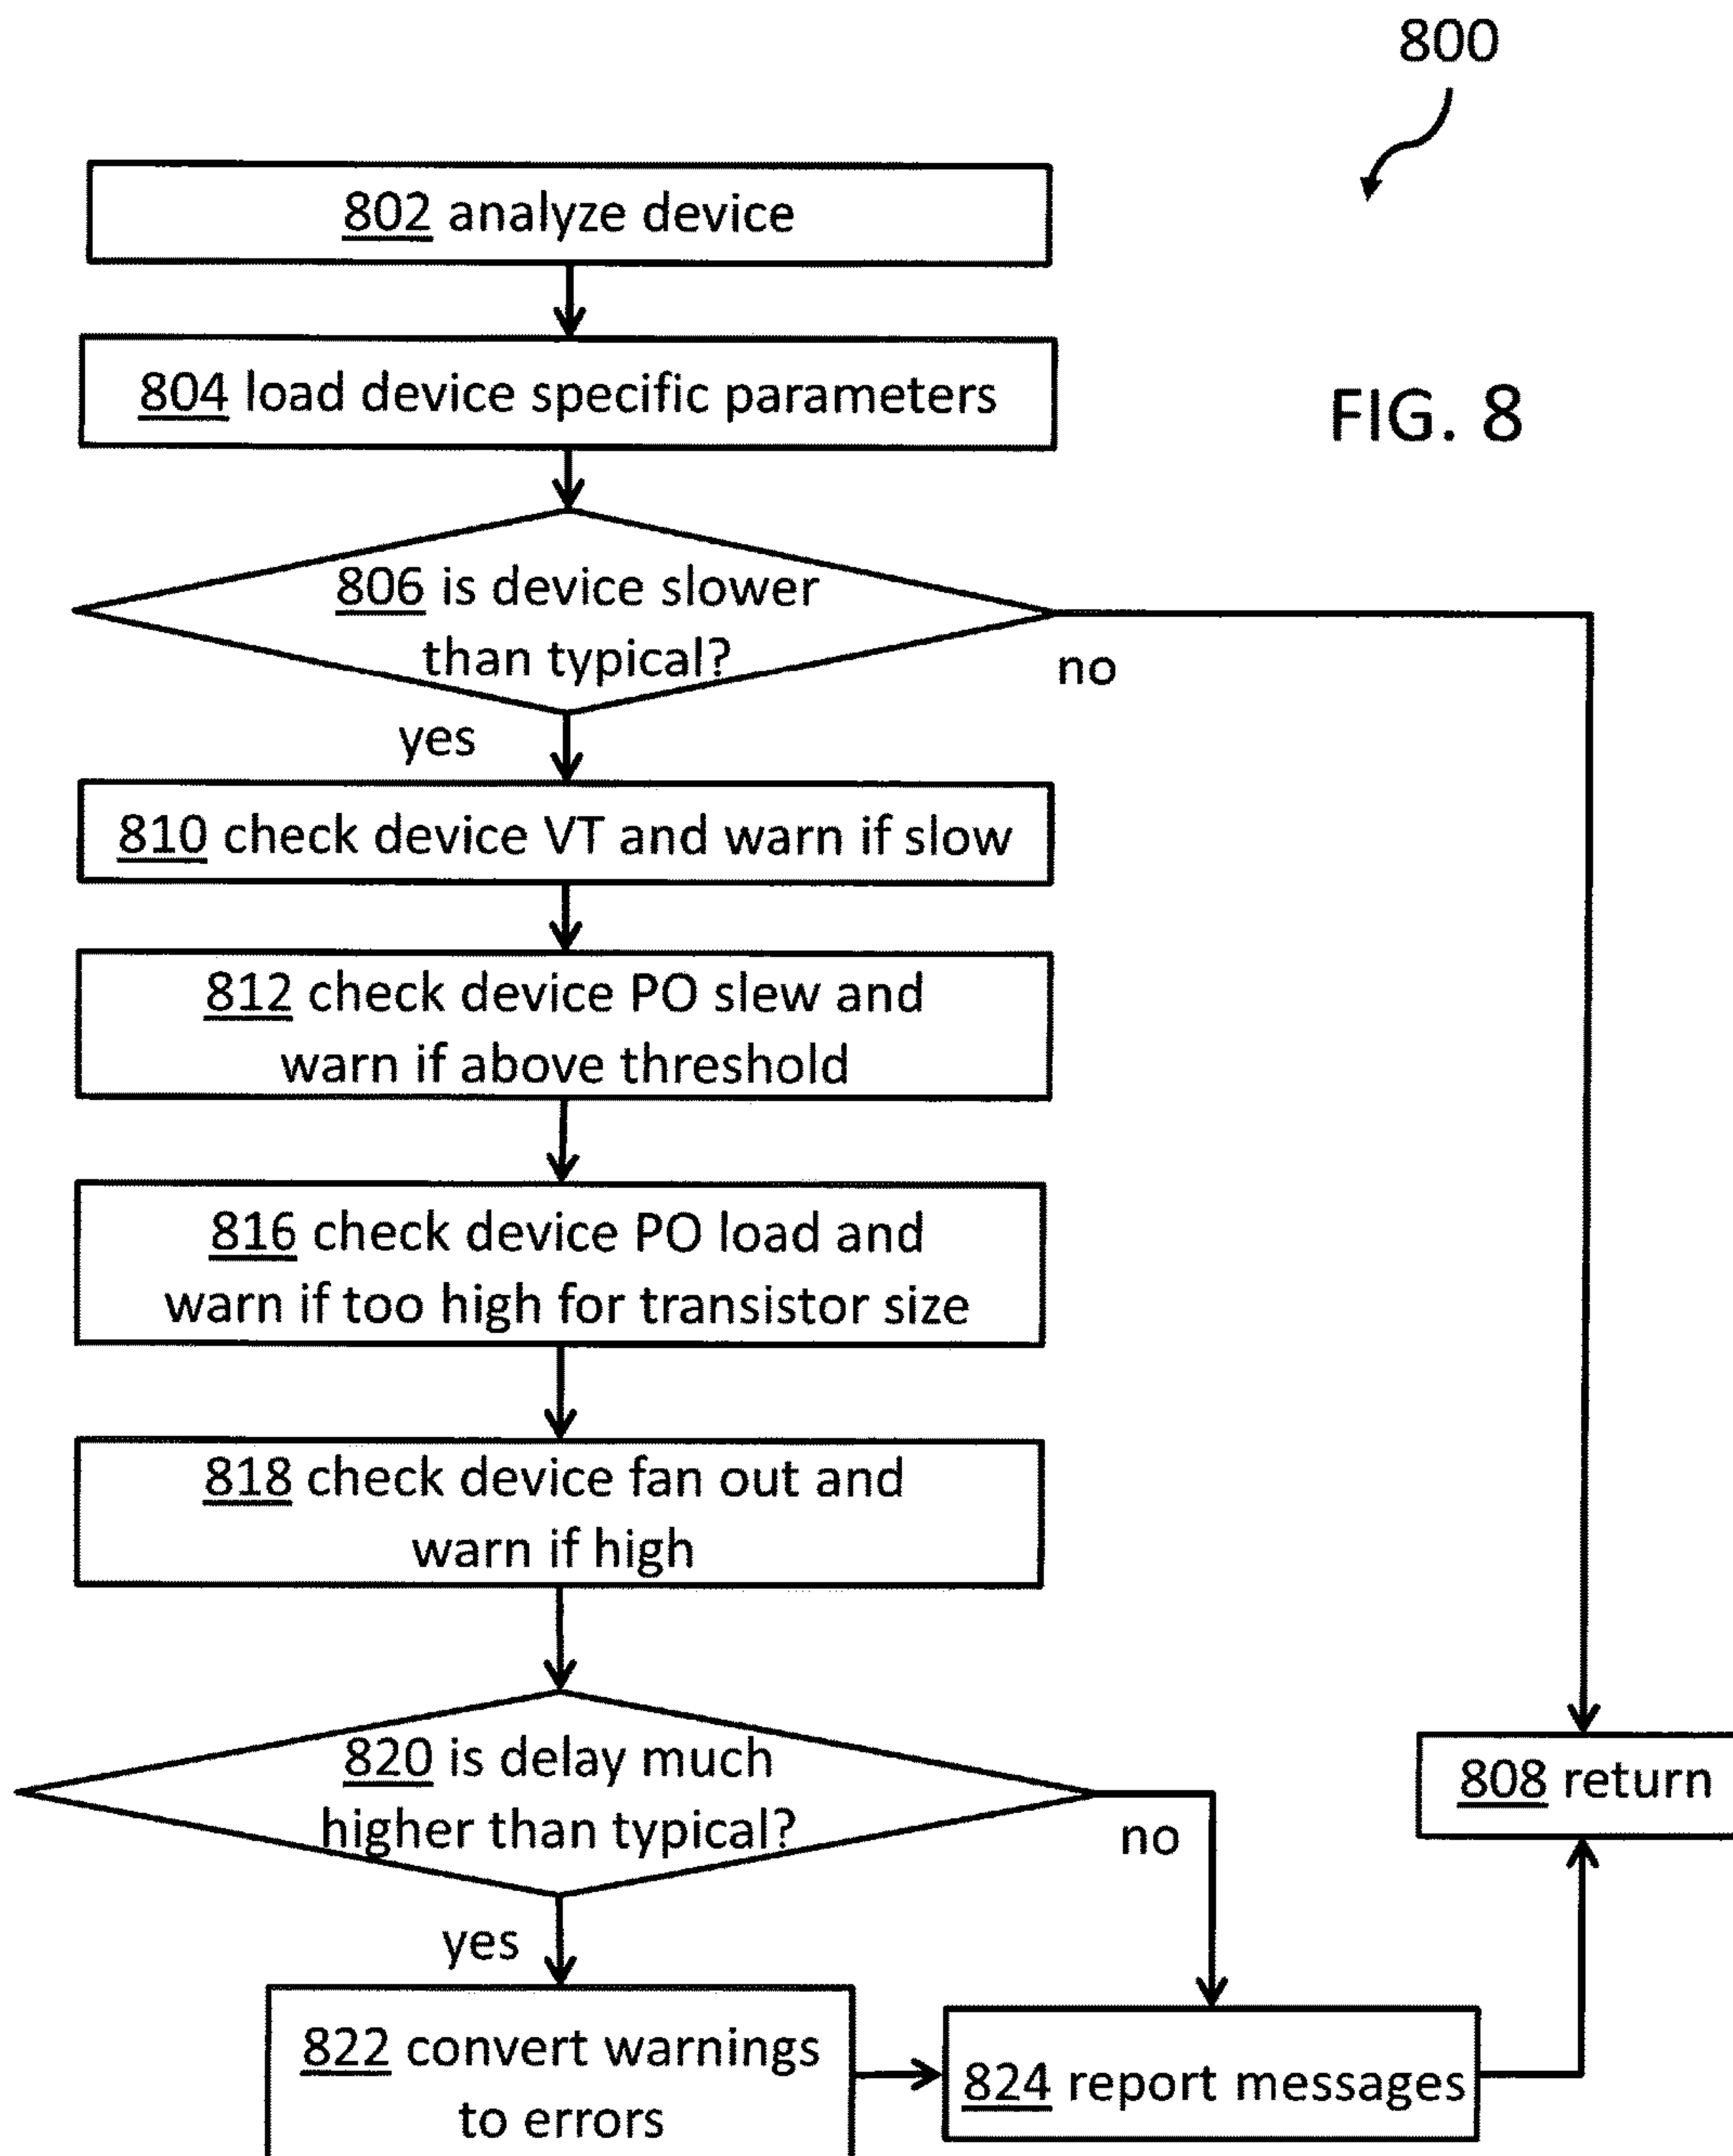 800
802 analyze device
804 load device specific parameters
FIG. 8
806 is device slower
than typical?
no
yes
810 check device VT and warn if slow
812 check device PO slew and
warn if above threshold
816 check device PO load and
warn if too high for transistor size
818 check device fan out and
warn if high
820 is delay much
higher than typical?
808 return
no
yes
822 convert warnings
to errors
824 report messages